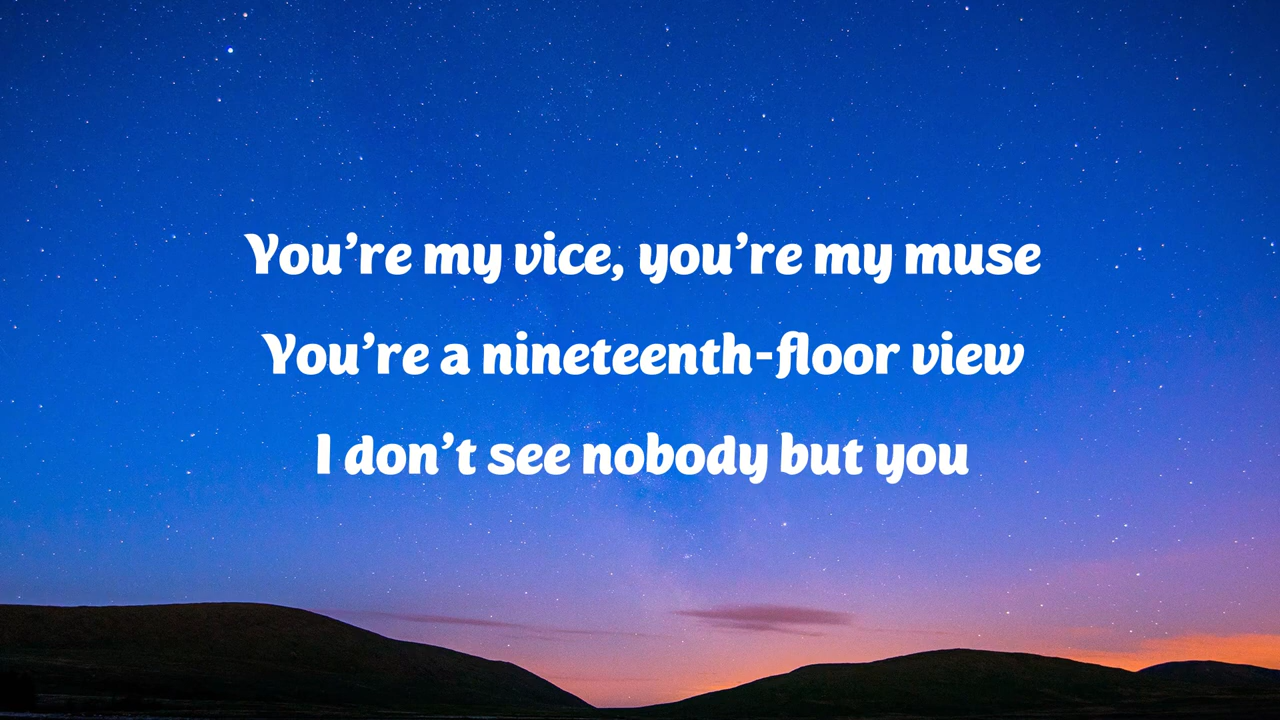 You’re my vice, you’re my muse
You’re a nineteenth-floor view
I don’t see nobody but you